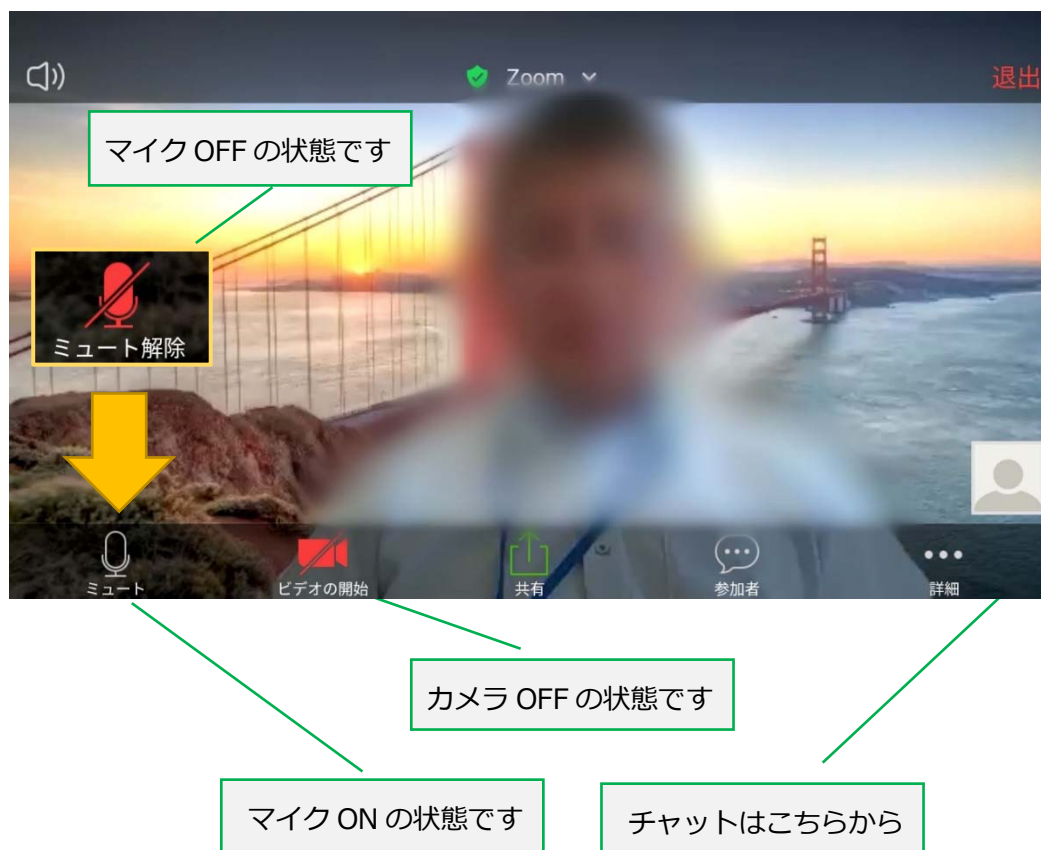 Zoom
退出
マイク OFF の状態です
ミュート解除
ミュート
ビデオの開始
共有
参加者
詳細
カメラ OFF の状態です
マイク ON の状態です
チャットはこちらから